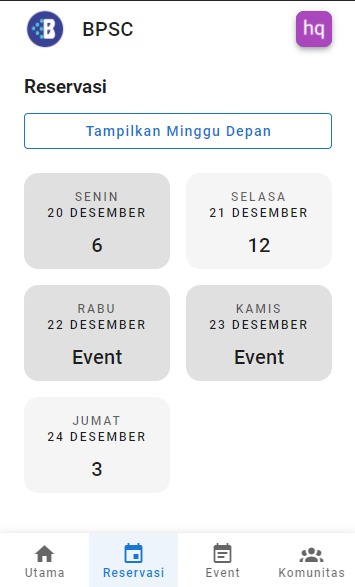 BPSC
hq
Reservasi
Tampilkan Minggu Depan
SENIN
20 DESEMBER
6
SELASA
21 DESEMBER
12
RABU
22 DESEMBER
Event
KAMIS
23 DESEMBER
Event
JUMAT
24 DESEMBER
3
Utama
Reservasi
Event
Komunitas